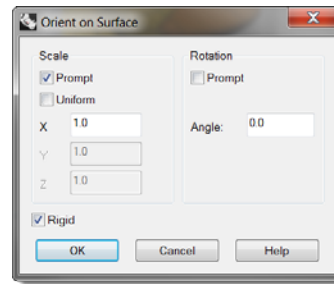 Orient on Surface
Scale
Prompt
Uniform
X 1.0
Y 1.0
Z 1.0
Rotation
Prompt
Angle: 0.0
Rigid
OK Cancel Help